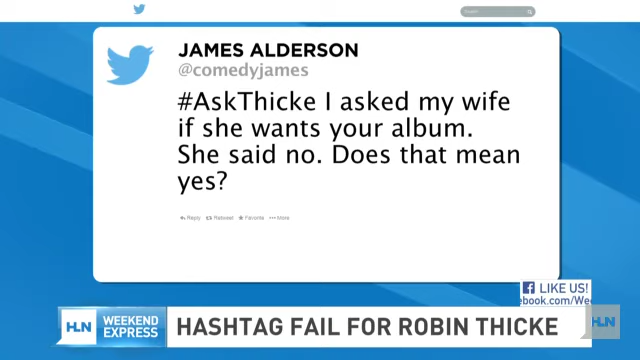 JAMES ALDERSON
@comedyjames
#AskThicke I asked my wife
if she wants your album.
She said no. Does that mean
yes?
Reply Retweet Favorite More
LIKE US!
ebook.com/Wee
HLN WEEKEND
EXPRESS
HASHTAG FAIL FOR ROBIN THICKE
HLN